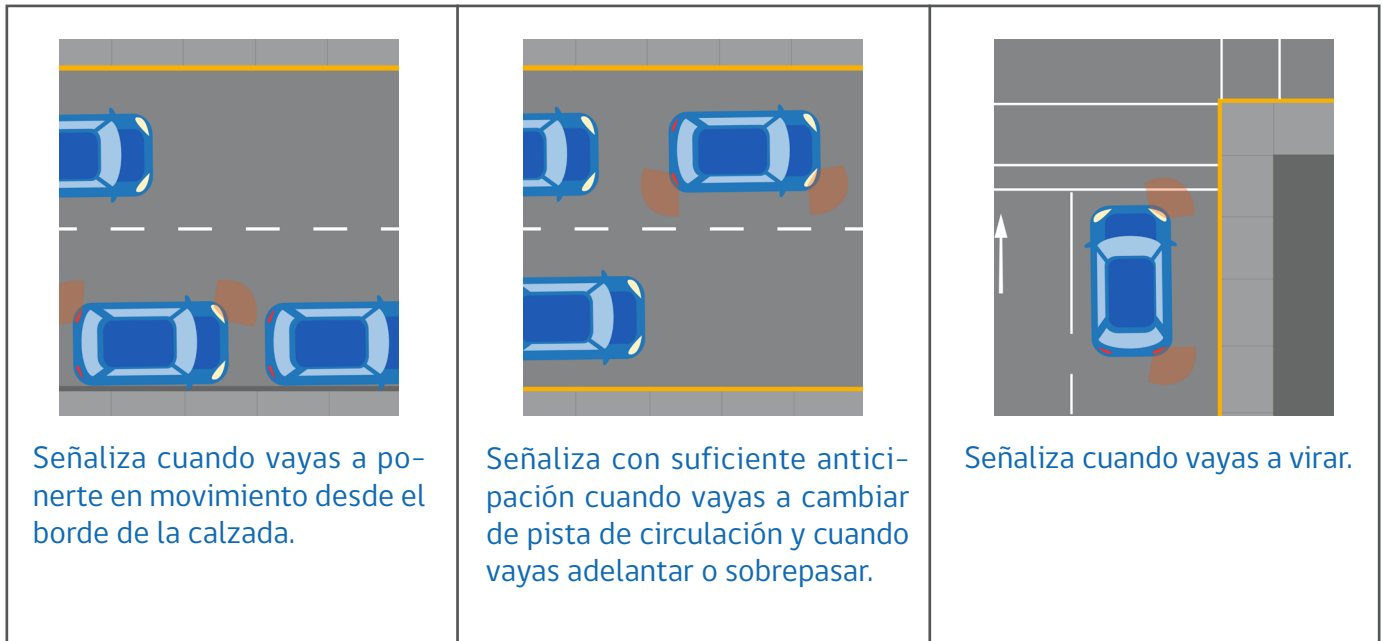 Señaliza cuando vayas a po-
nerte en movimiento desde el
borde de la calzada.
Señaliza con suficiente antici-
pación cuando vayas a cambiar
de pista de circulación y cuando
vayas adelantar o sobrepasar.
Señaliza cuando vayas a virar.